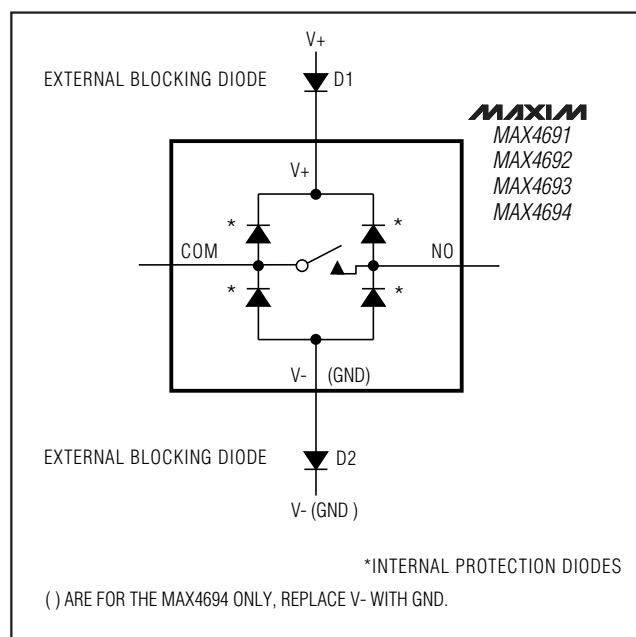 V+
EXTERNAL BLOCKING DIODE D1
MAXIM
MAX4691
MAX4692
MAX4693
MAX4694
V+
* *
COM NO
* *
V- (GND)
EXTERNAL BLOCKING DIODE D2
V- (GND )
*INTERNAL PROTECTION DIODES
( ) ARE FOR THE MAX4694 ONLY, REPLACE V- WITH GND.